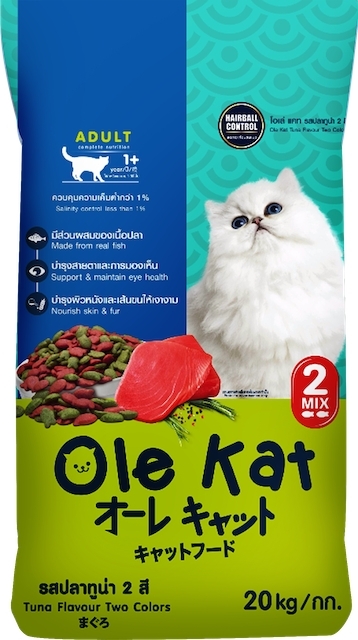 ADULT
complete nutrition
1+
HAIRBALL
CONTROL
โอเล่ แคท รสปลาทูน่า 2 สี
Ole Kat Tuna Flavour Two Colors
ควบคุมความเค็มต่ำกว่า 1%
Salinity control less than 1%
มีส่วนผสมของเนื้อปลา
Made from real fish
บำรุงสายตาและการมองเห็น
Support & maintain eye health
บำรุงผิวหนังและเส้นขนให้เงางาม
Nourish skin & fur
2
MIX
Ole Kat
オーレ キャット
キャットフード
รสปลาทูน่า 2 สี
Tuna Flavour Two Colors
まぐろ
20 kg/กก.